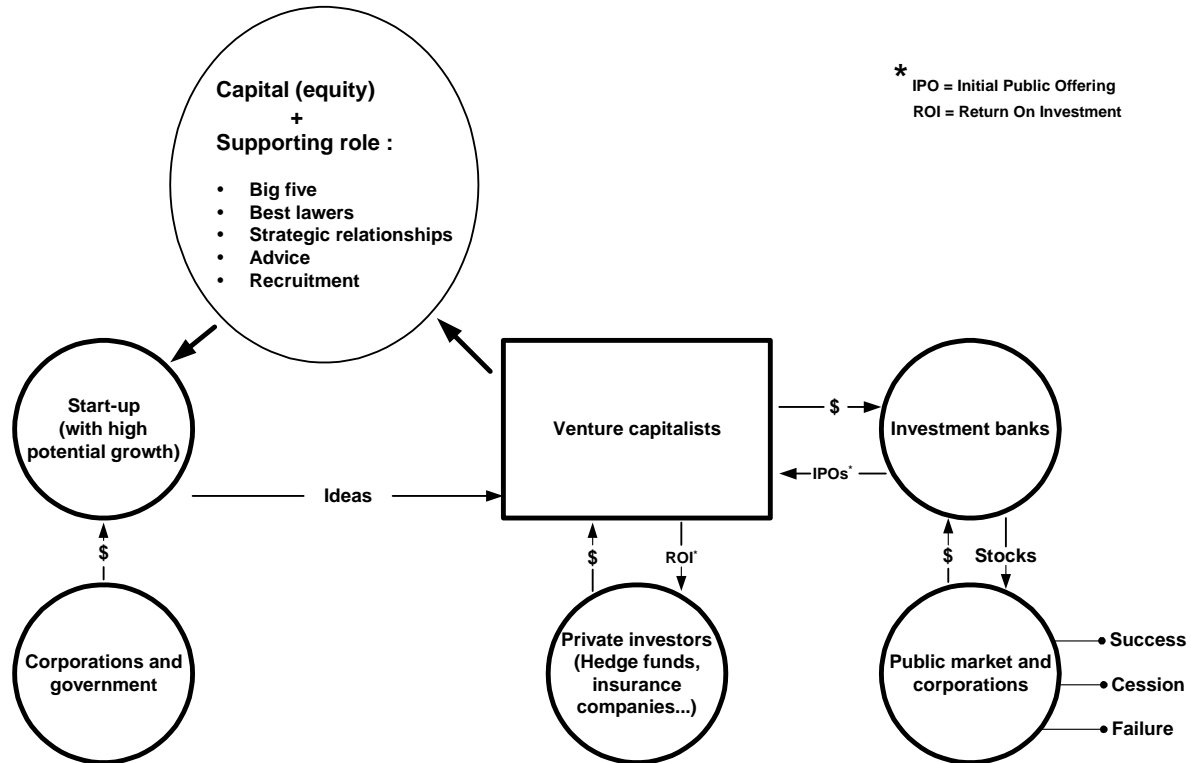 Capital (equity)
+
Supporting role :
• Big five
• Best lawers
• Strategic relationships
• Advice
• Recruitment
* IPO = Initial Public Offering
ROI = Return On Investment
Start-up
(with high
potential growth)
Venture capitalists
$
Investment banks
IPOs*
Ideas
$
$
ROI*
$
Stocks
Corporations and
government
Private investors
(Hedge funds,
insurance
companies...)
Public market and
corporations
Success
Cession
Failure